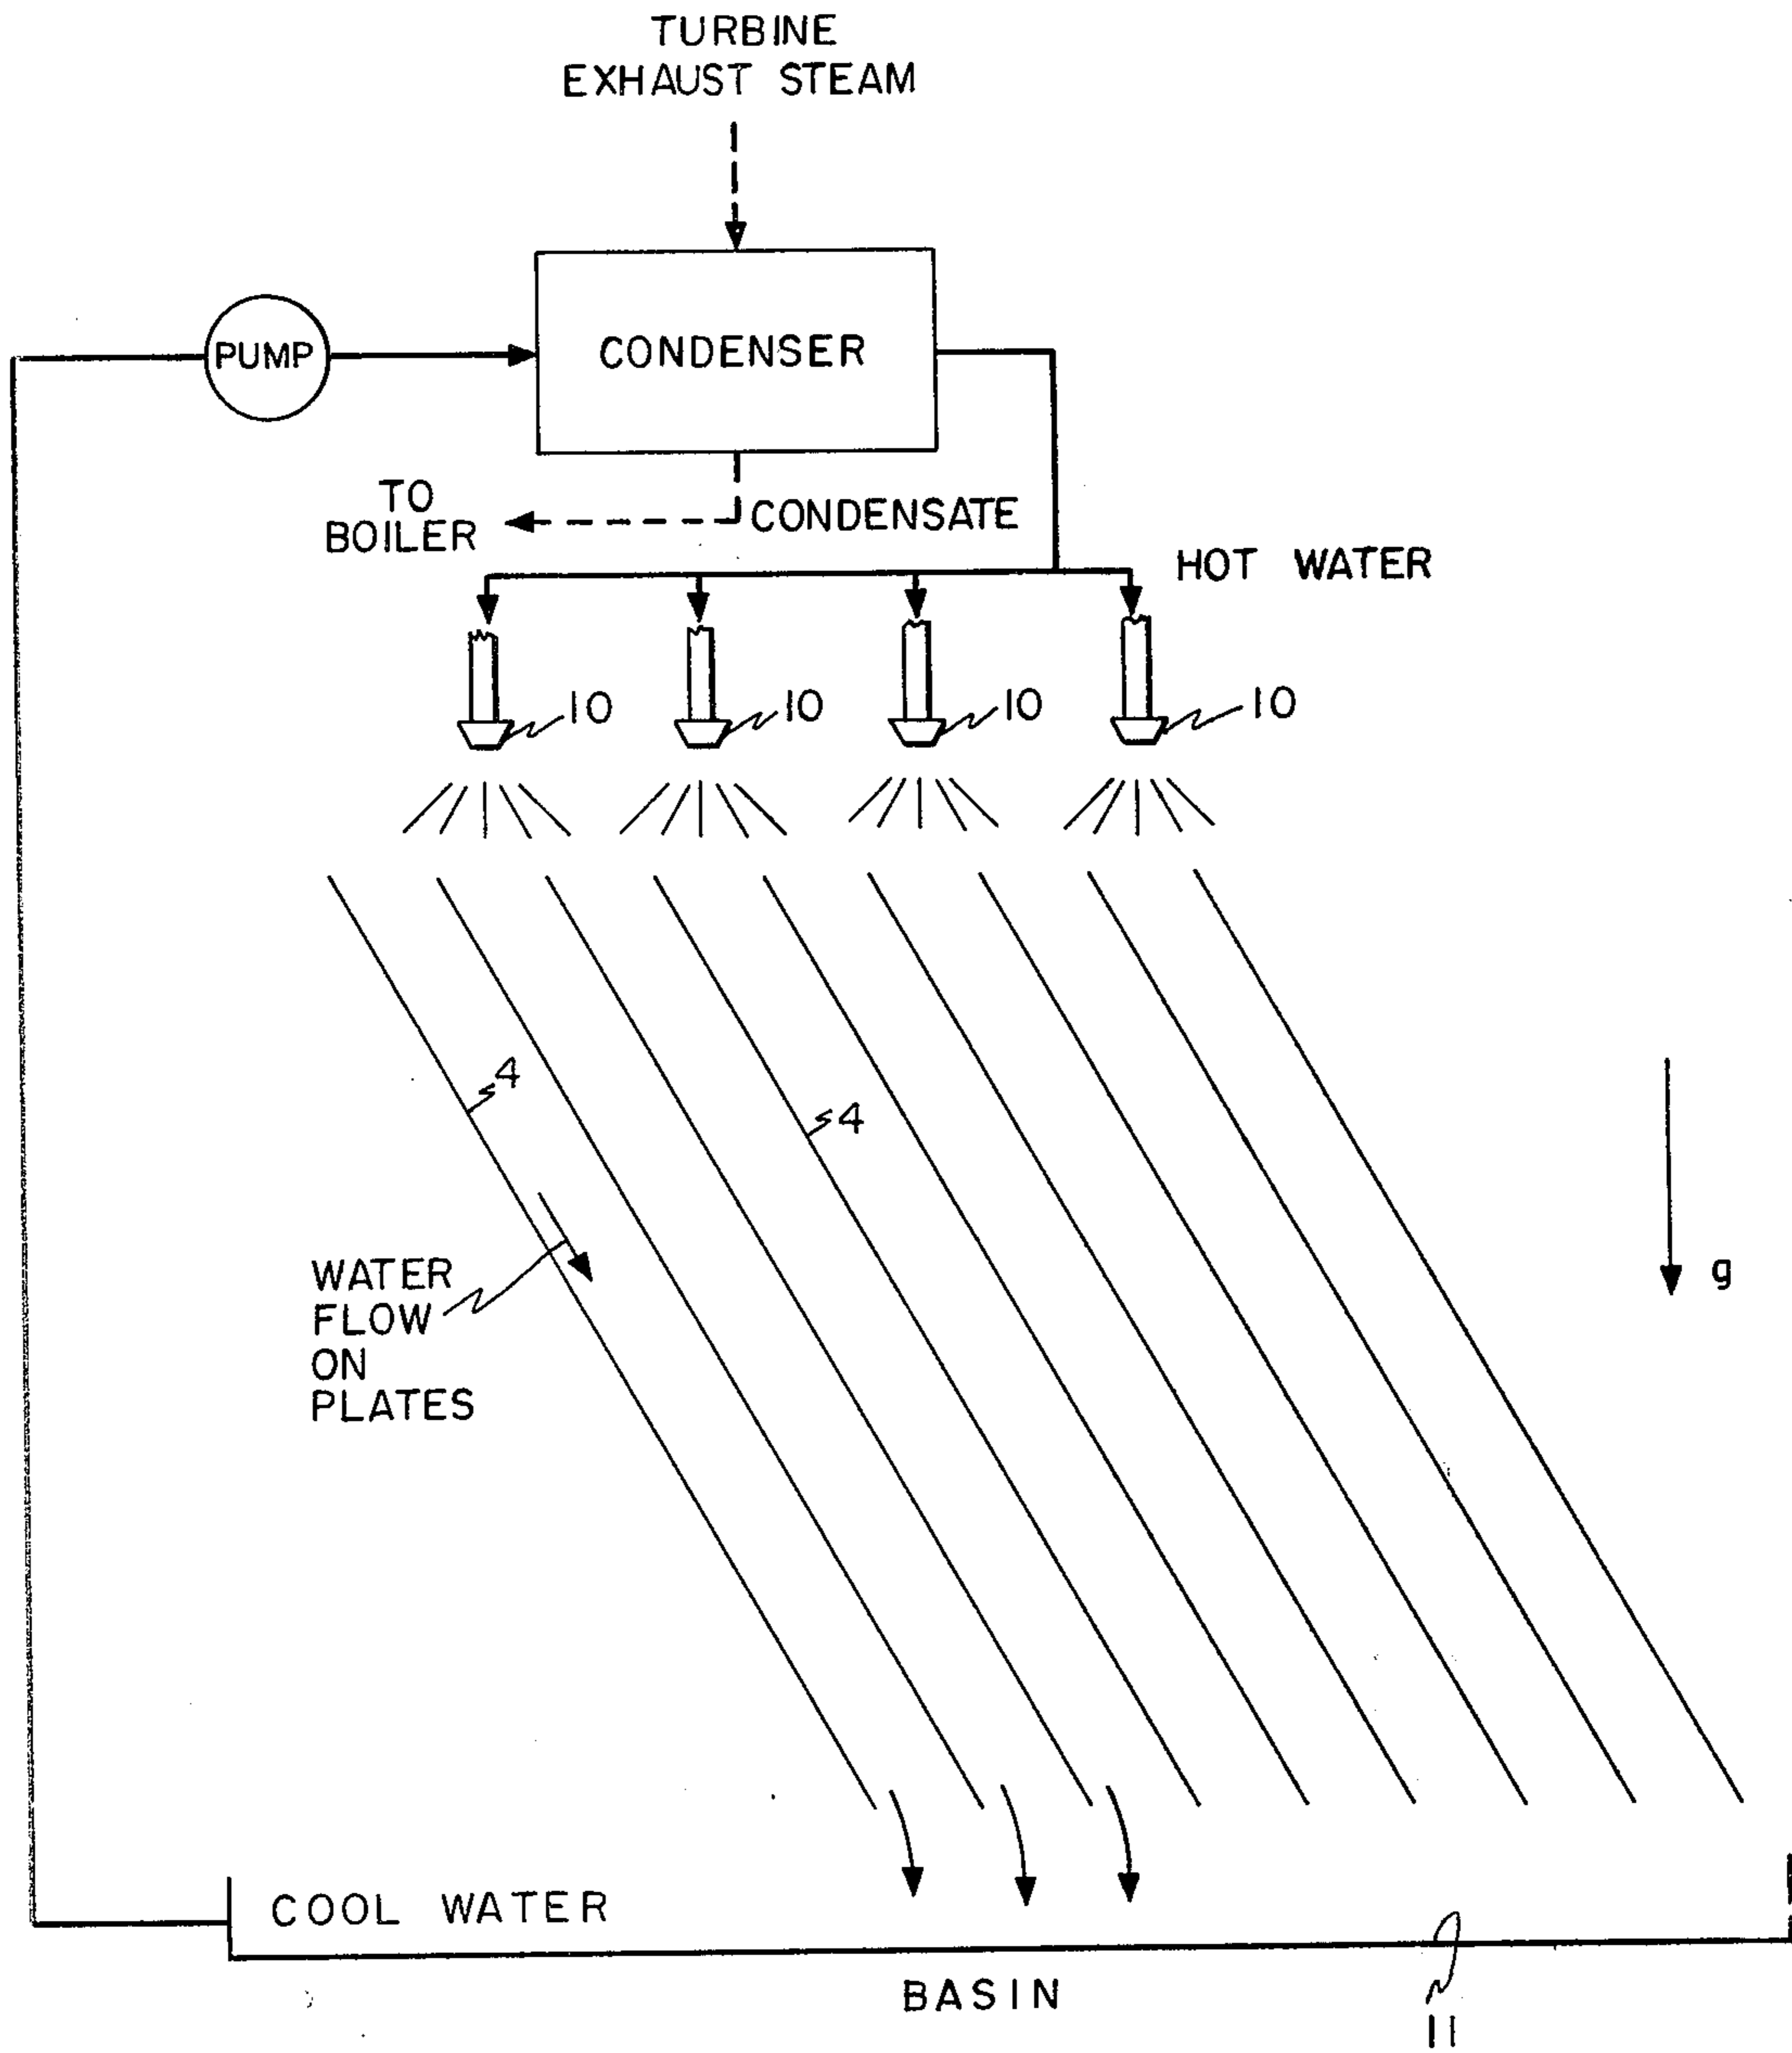 TURBINE
EXHAUST STEAM
PUMP
CONDENSER
TO
BOILER
CONDENSATE
HOT WATER
10
10
10
10
4
4
WATER
FLOW
ON
PLATES
g
COOL WATER
BASIN
11